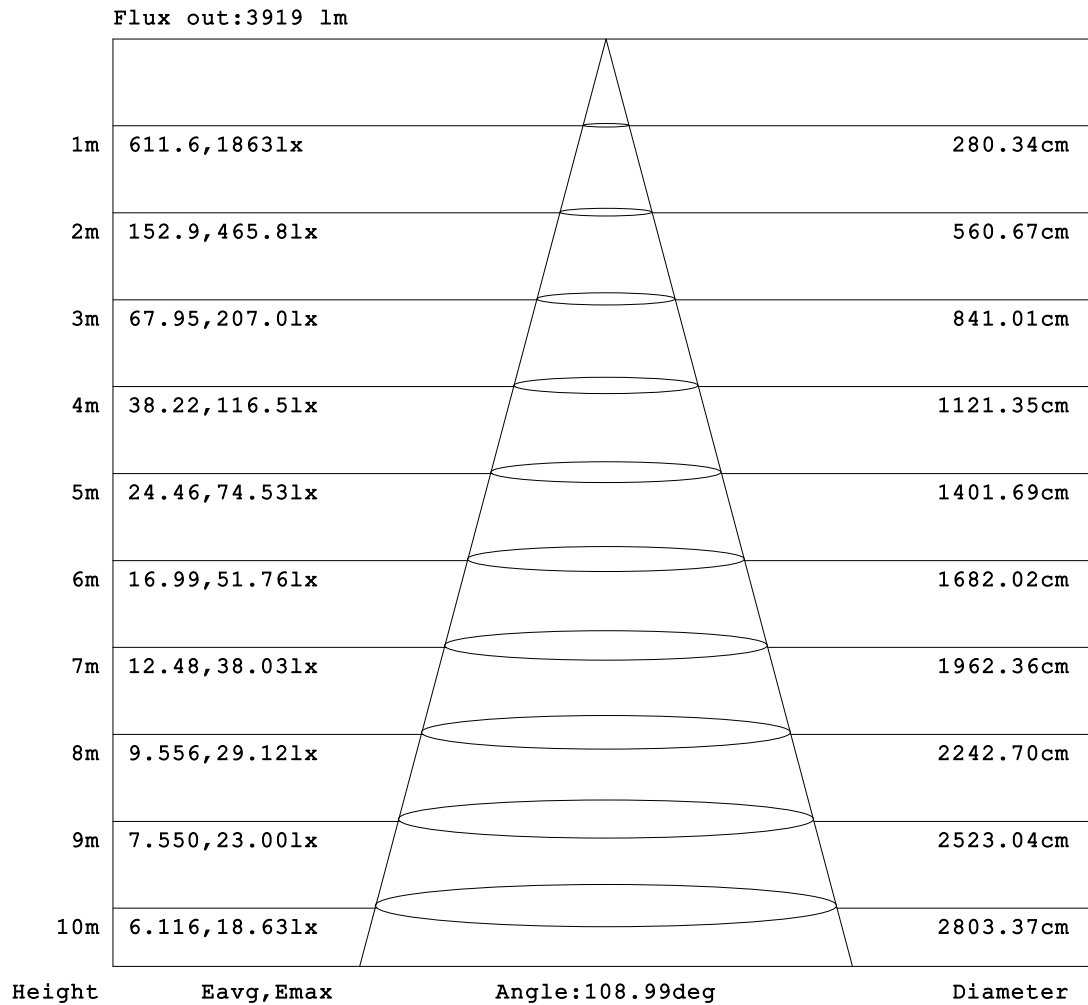 Flux out:3919 lm
1m 611.6,1863lx 280.34cm
2m 152.9,465.8lx 560.67cm
3m 67.95,207.0lx 841.01cm
4m 38.22,116.5lx 1121.35cm
5m 24.46,74.53lx 1401.69cm
6m 16.99,51.76lx 1682.02cm
7m 12.48,38.03lx 1962.36cm
8m 9.556,29.12lx 2242.70cm
9m 7.550,23.00lx 2523.04cm
10m 6.116,18.63lx 2803.37cm
Height Eavg,Emax Angle:108.99deg Diameter